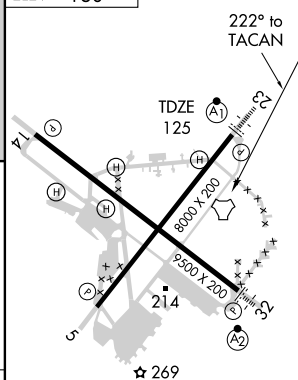 222° to
TACAN
TDZE
125
A1
23
P
14
H
H
P
H
H
8000 X 200
9500 X 200
P
214
P
32
5
A2
269